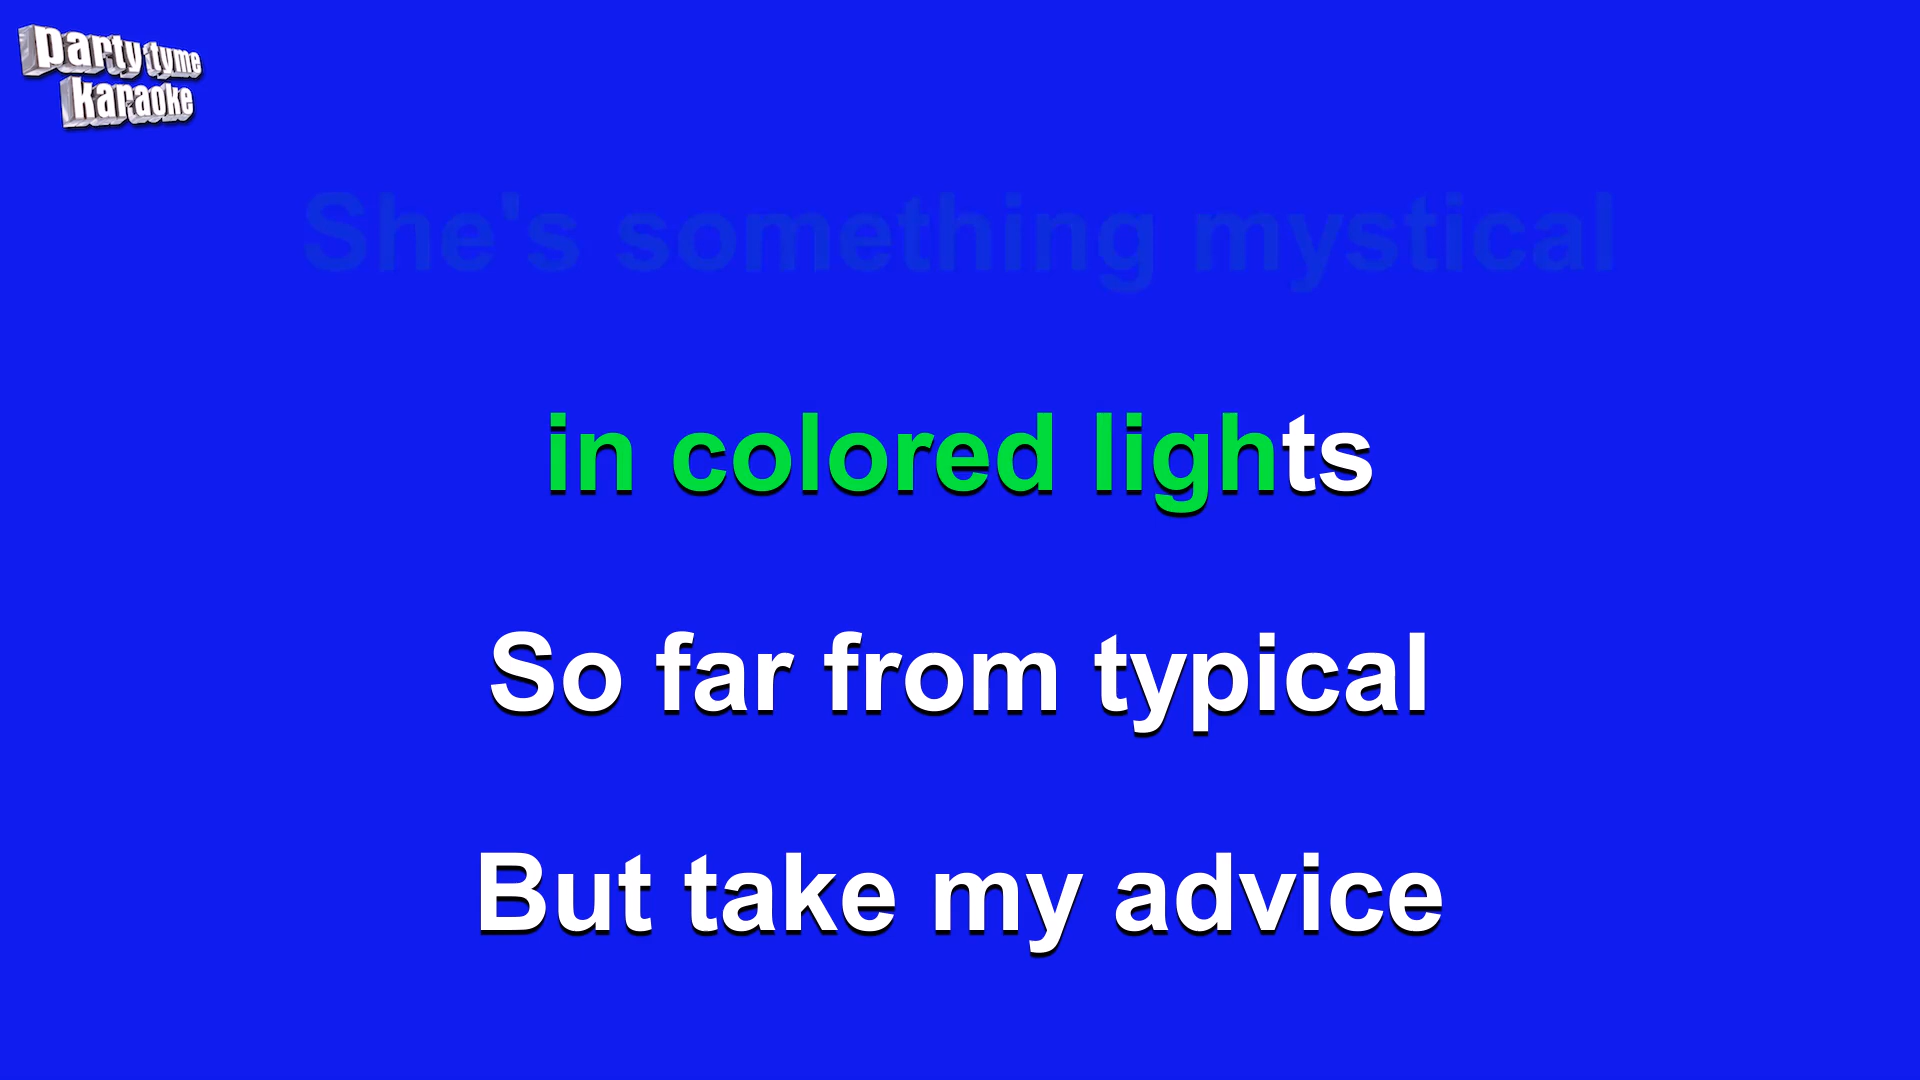 party tyme
karaoke
She's something mystical
in colored lights
So far from typical
But take my advice